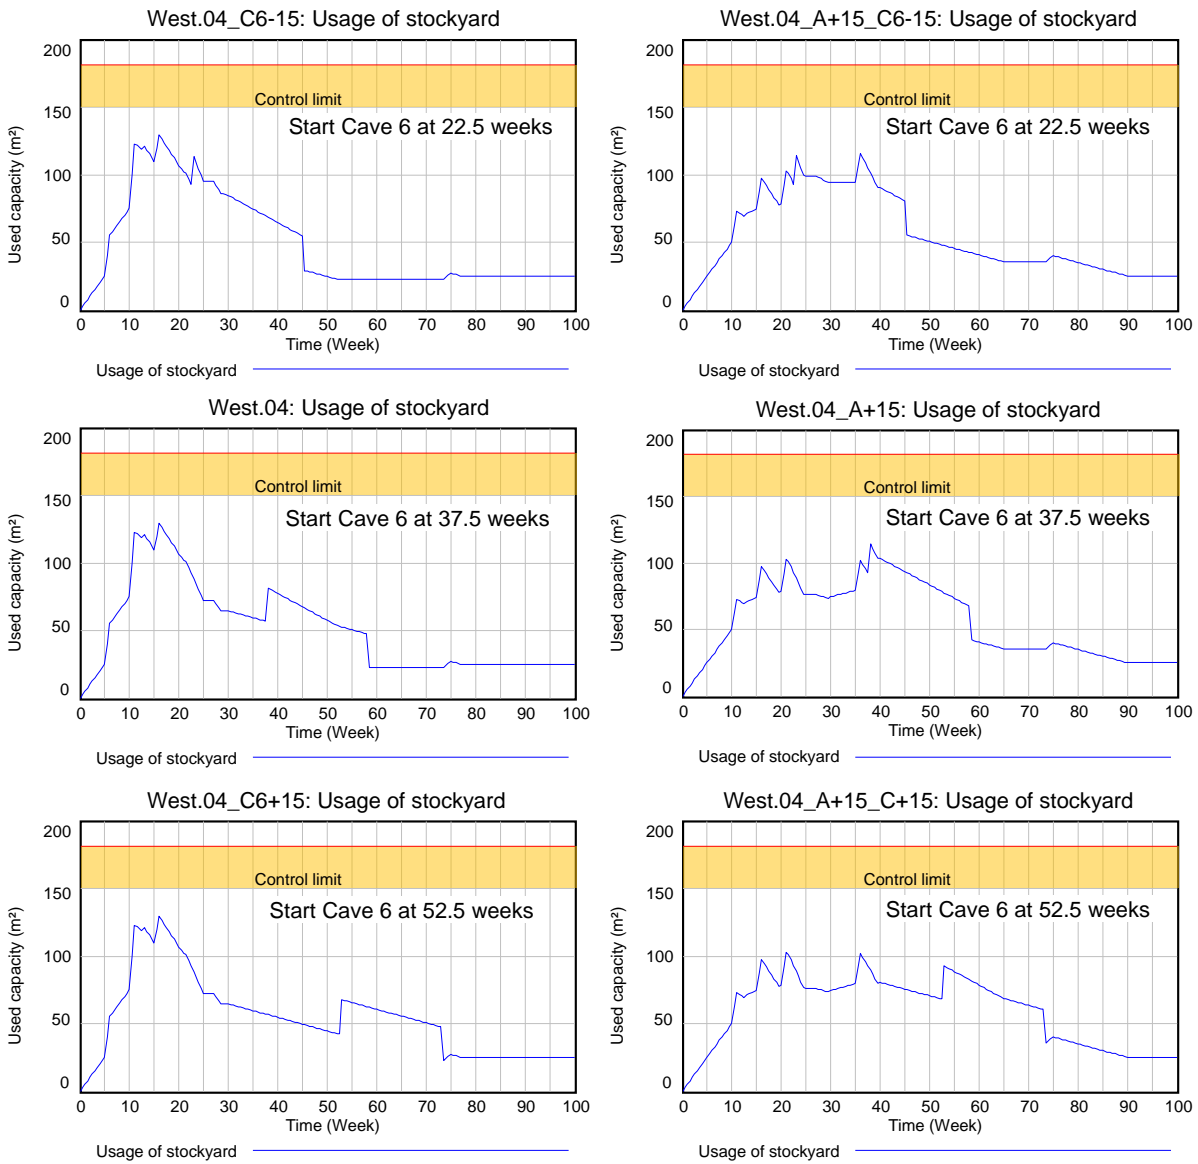 West.04_C6-15: Usage of stockyard
200
150
100
50
0
Used capacity (m²)
Control limit
Start Cave 6 at 22.5 weeks
0 10 20 30 40 50 60 70 80 90 100
Time (Week)
Usage of stockyard
West.04_A+15_C6-15: Usage of stockyard
200
150
100
50
0
Used capacity (m²)
Control limit
Start Cave 6 at 22.5 weeks
0 10 20 30 40 50 60 70 80 90 100
Time (Week)
Usage of stockyard
West.04: Usage of stockyard
200
150
100
50
0
Used capacity (m²)
Control limit
Start Cave 6 at 37.5 weeks
0 10 20 30 40 50 60 70 80 90 100
Time (Week)
Usage of stockyard
West.04_A+15: Usage of stockyard
200
150
100
50
0
Used capacity (m²)
Control limit
Start Cave 6 at 37.5 weeks
0 10 20 30 40 50 60 70 80 90 100
Time (Week)
Usage of stockyard
West.04_C6+15: Usage of stockyard
200
150
100
50
0
Used capacity (m²)
Control limit
Start Cave 6 at 52.5 weeks
0 10 20 30 40 50 60 70 80 90 100
Time (Week)
Usage of stockyard
West.04_A+15_C+15: Usage of stockyard
200
150
100
50
0
Used capacity (m²)
Control limit
Start Cave 6 at 52.5 weeks
0 10 20 30 40 50 60 70 80 90 100
Time (Week)
Usage of stockyard